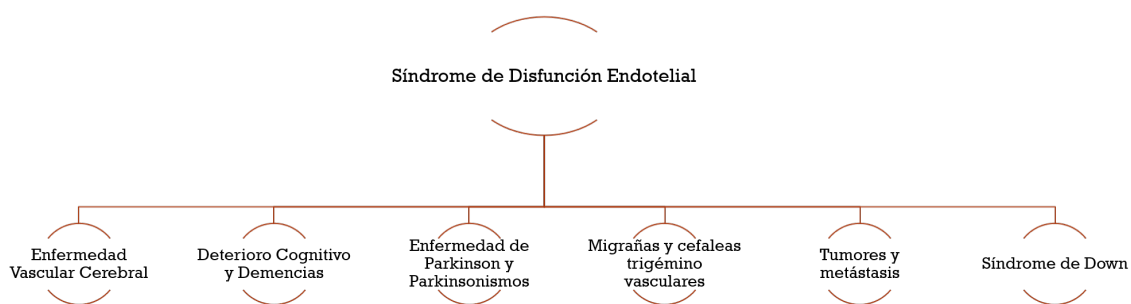 Síndrome de Disfunción Endotelial
Enfermedad
Vascular Cerebral
Deterioro Cognitivo
y Demencias
Enfermedad de
Parkinson y
Parkinsonismos
Migrañas y cefaleas
trigémino
vasculares
Tumores y
metástasis
Síndrome de Down